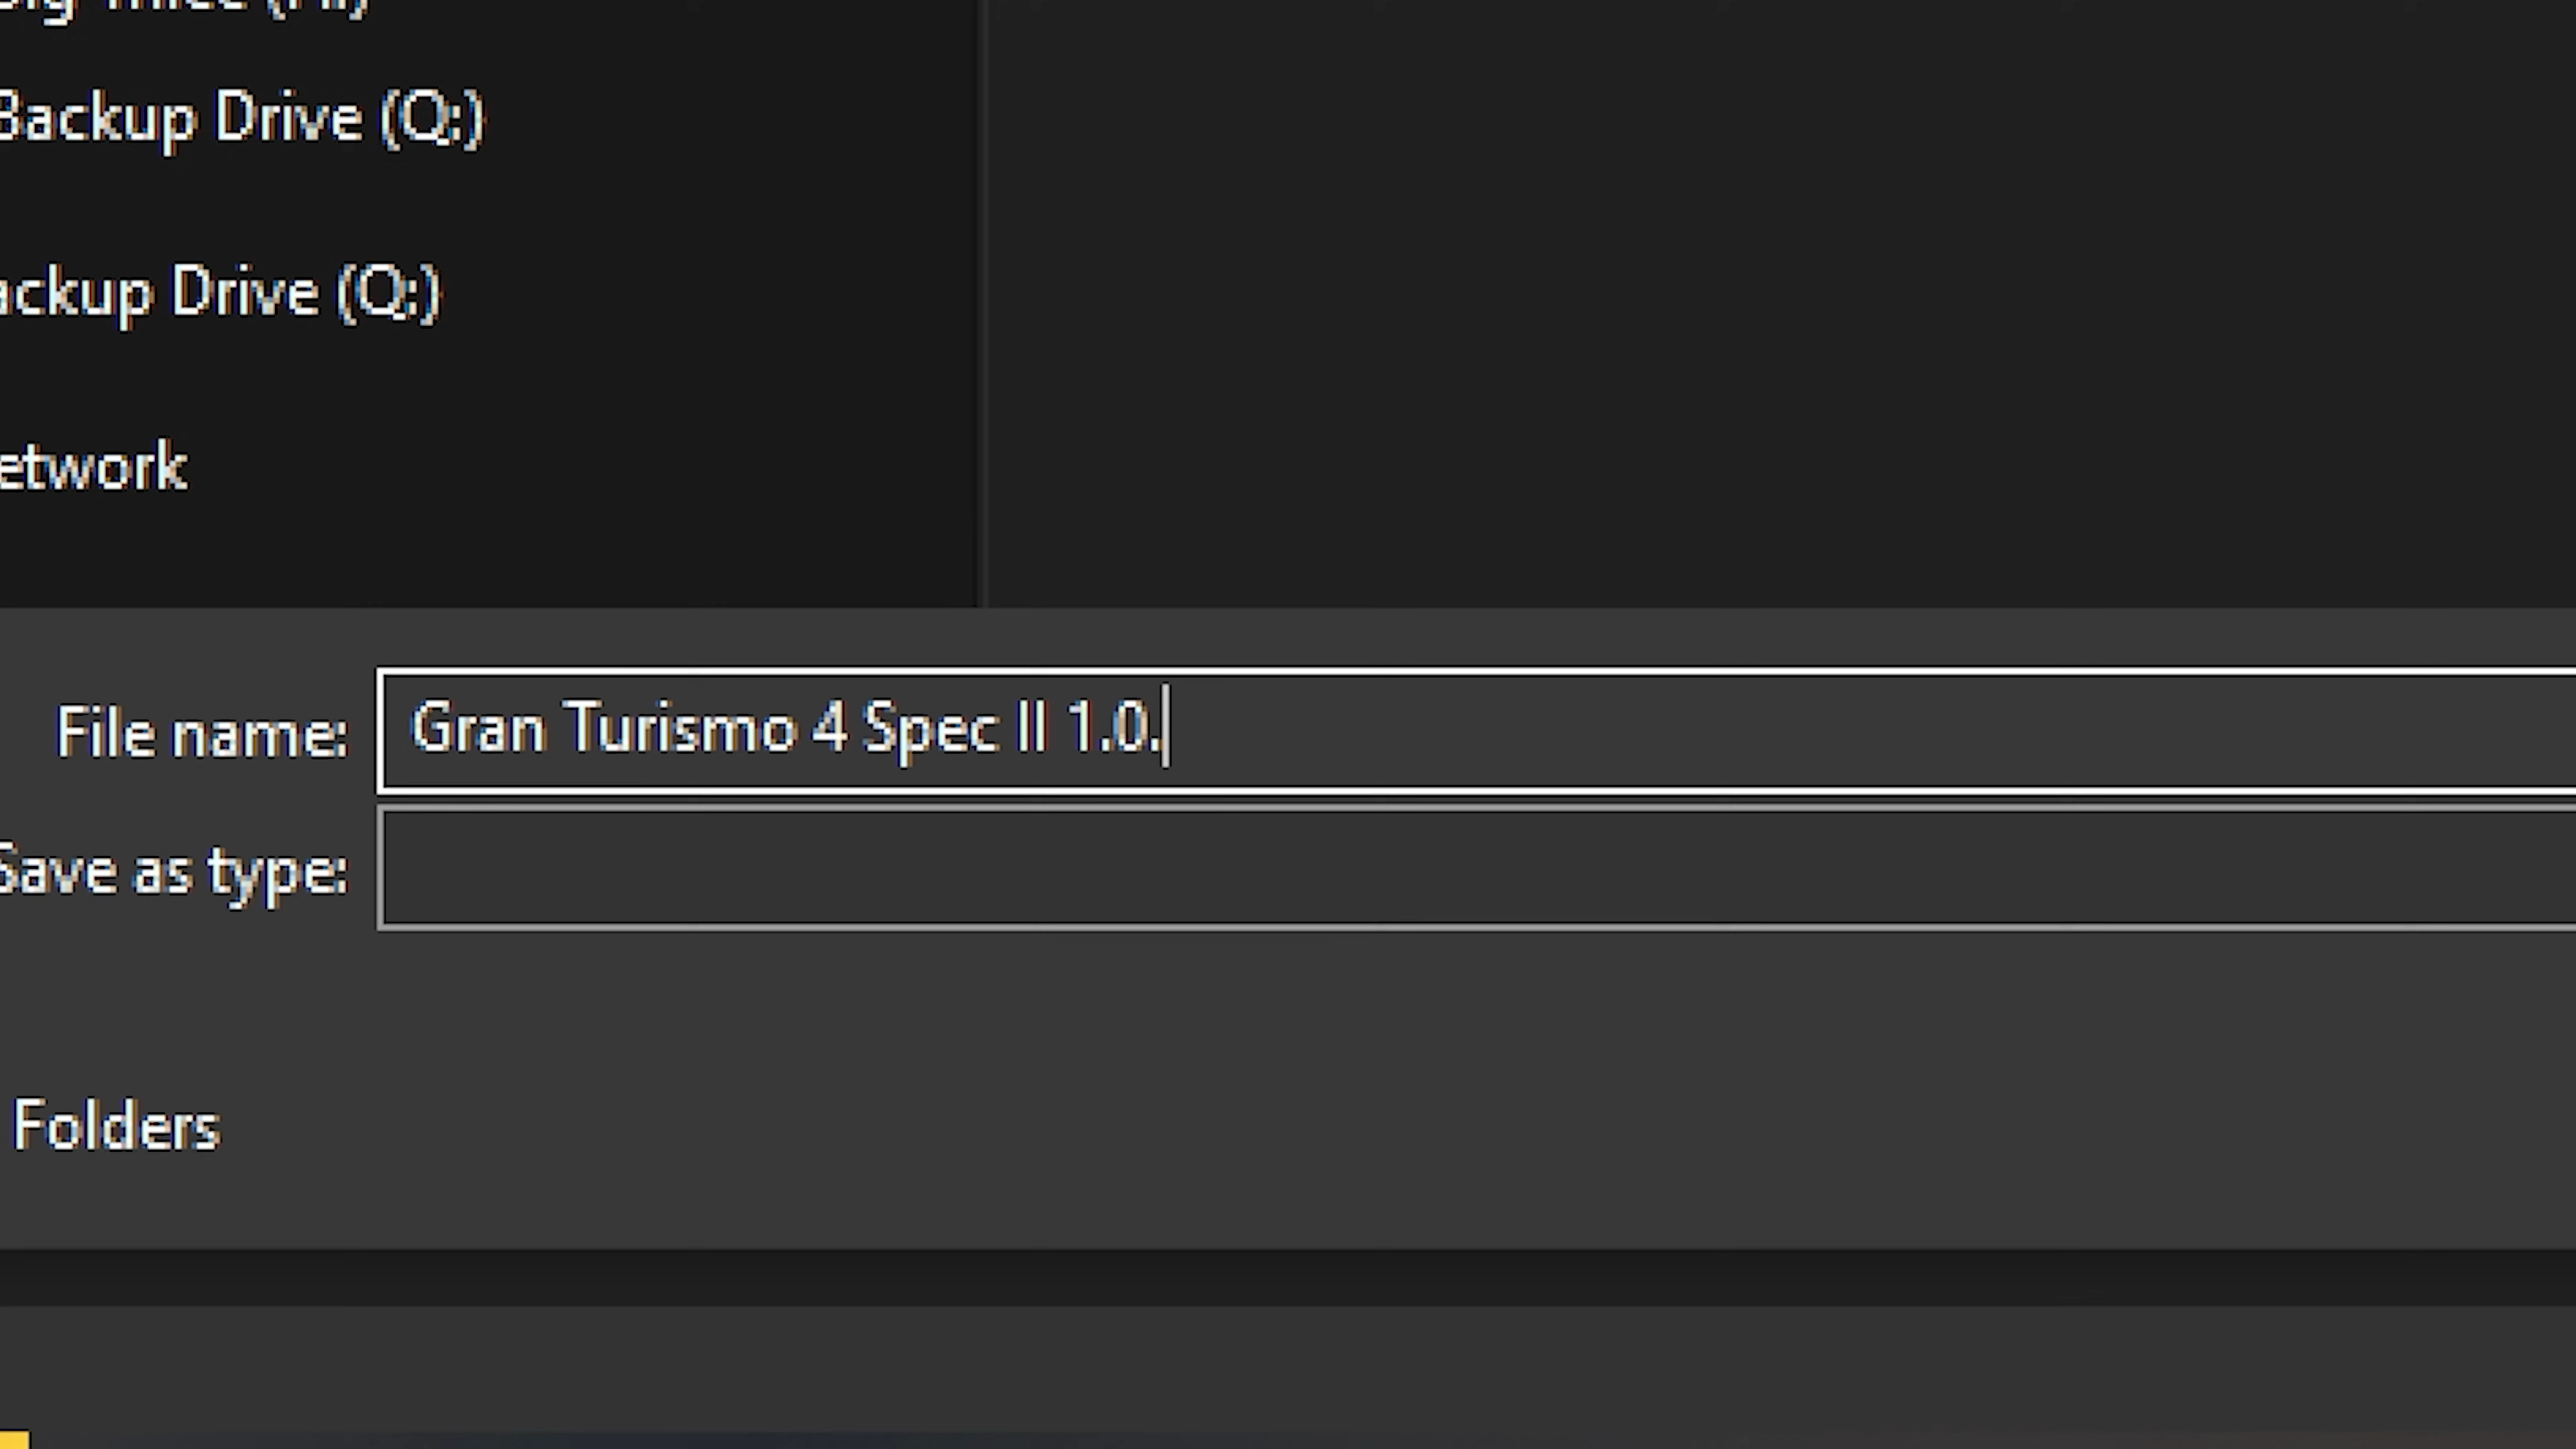 Backup Drive (Q:)
ackup Drive (Q:)
etwork
File name: Gran Turismo 4 Spec II 1.0.
Save as type:
Folders